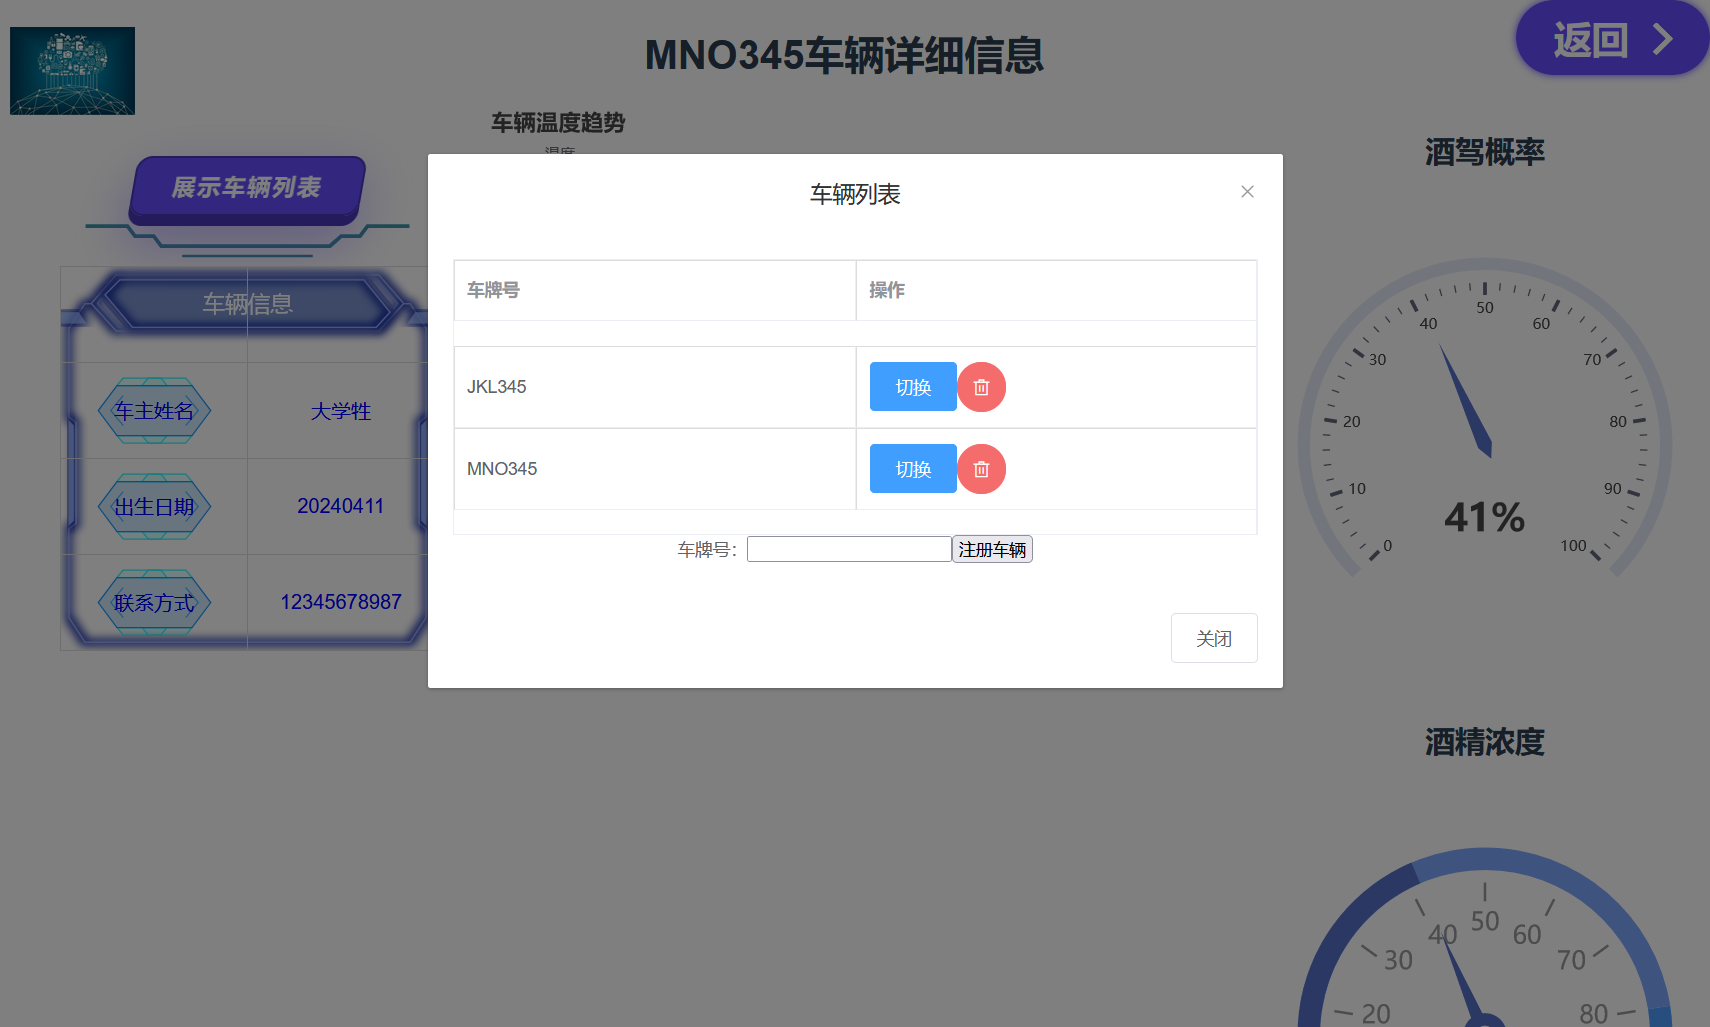 MNO345车辆详细信息
返回
车辆温度趋势
温度
展示车辆列表
车辆信息
车主姓名 大学牲
出生日期 20240411
联系方式 12345678987
车辆列表
车牌号 操作
JKL345 切换
MNO345 切换
车牌号： 注册车辆
关闭
酒驾概率
0 10 20 30 40 50 60 70 80 90 100
41%
酒精浓度
20 30 40 50 60 70 80